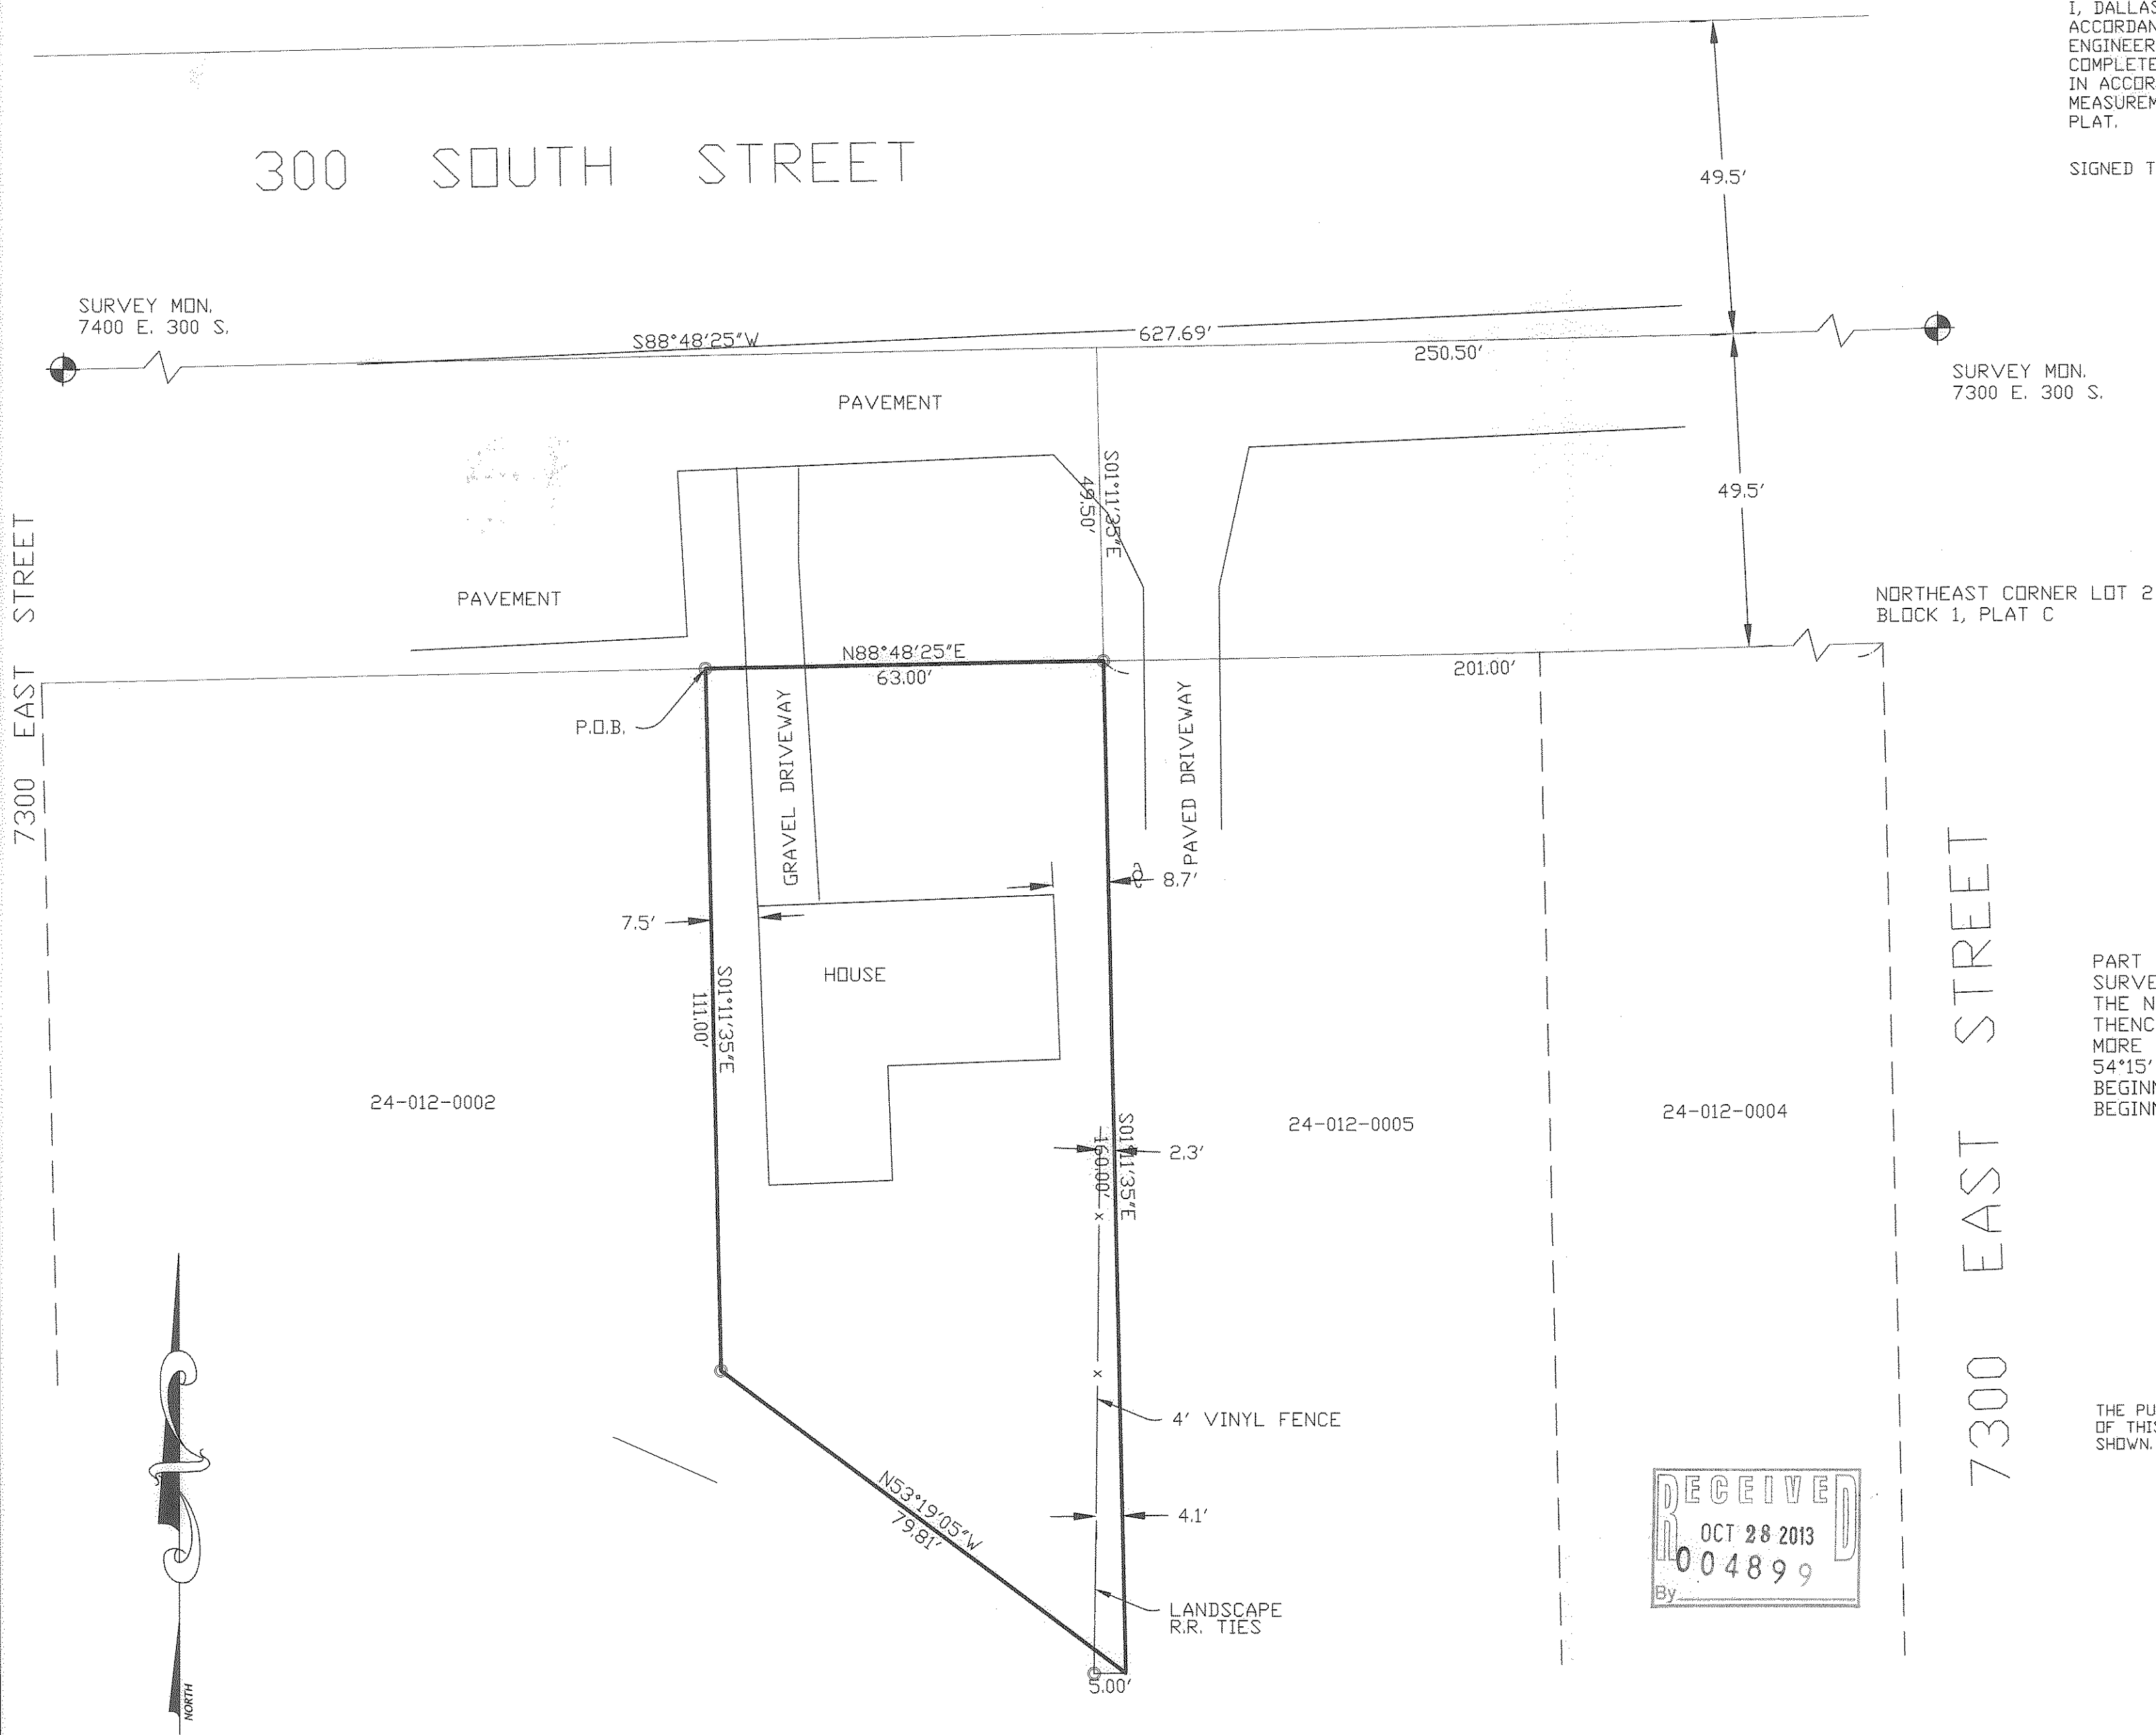 I, DALLAS
ACCORDAN
ENGINEER
COMPLETE
IN ACCOR
MEASUREM
PLAT.
SIGNED T
300 SOUTH STREET
49.5'
SURVEY MON.
7400 E. 300 S.
S88°48'25"W
627.69'
250.50'
SURVEY MON.
7300 E. 300 S.
PAVEMENT
S01°11'35"E
49.50'
49.5'
7300 EAST STREET
PAVEMENT
NORTHEAST CORNER LOT 2
BLOCK 1, PLAT C
N88°48'25"E
63.00'
201.00'
P.O.B.
GRAVEL DRIVEWAY
PAVED DRIVEWAY
8.7'
7.5'
HOUSE
S01°11'35"E
111.00'
7300 EAST STREET
PART
SURVE
THE N
THENC
MORE
54°15'
BEGINN
BEGINN
24-012-0002
24-012-0005
24-012-0004
S01°11'35"E
160.00'
2.3'
x
x
4' VINYL FENCE
THE PU
OF THIS
SHOWN.
N53°19'05"W
79.81'
4.1'
RECEIVED
OCT 28 2013
004899
By
LANDSCAPE
R.R. TIES
5.00'
NORTH